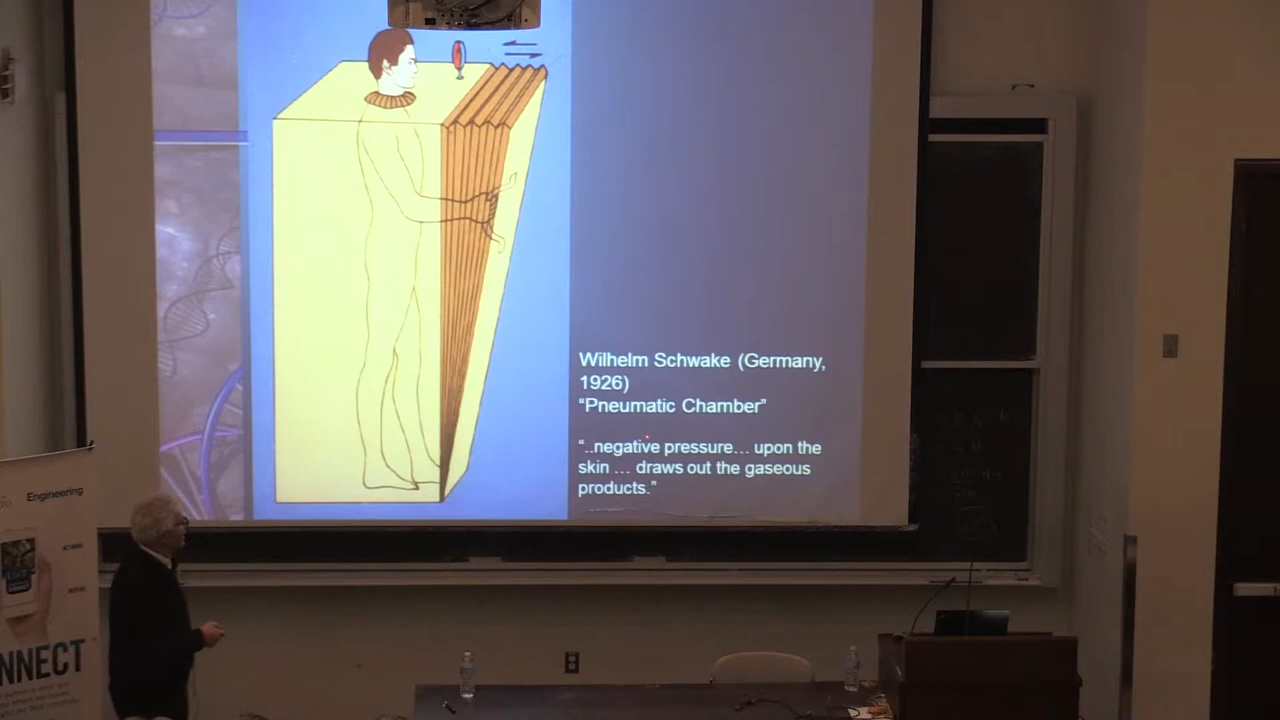 Wilhelm Schwake (Germany,
1926)
“Pneumatic Chamber”
“..negative pressure... upon the
skin ... draws out the gaseous
products.”
Engineering
NNECT